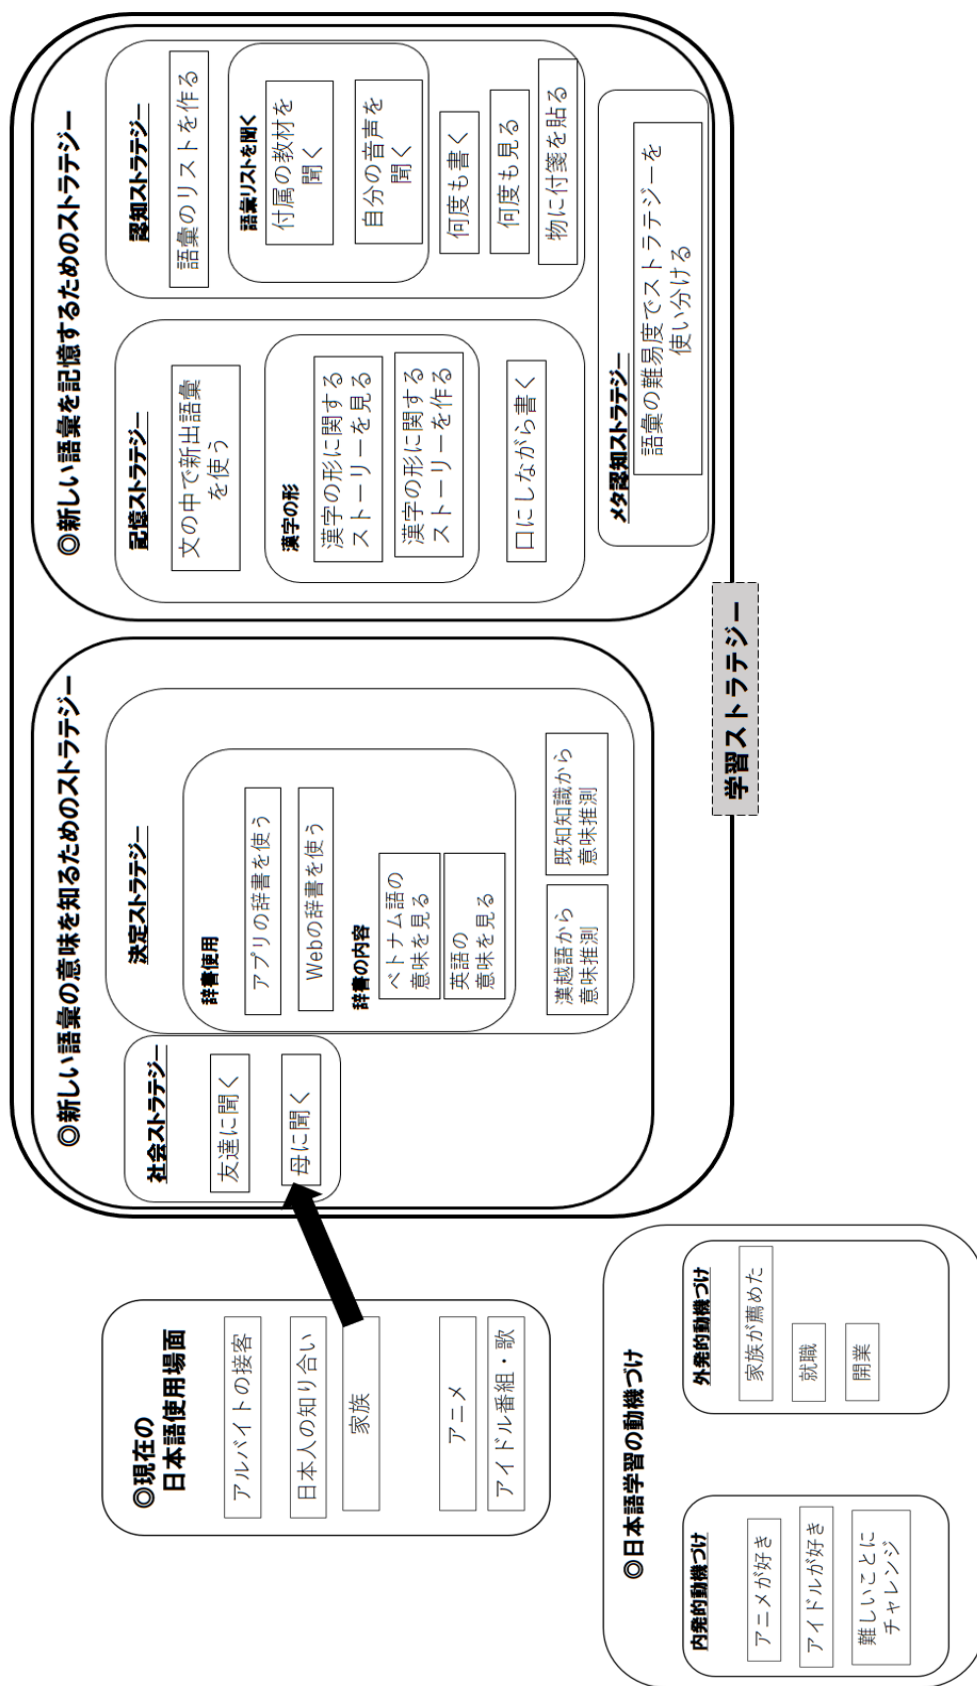 ◎現在の
日本語使用場面
アルバイトの接客
日本人の知り合い
家族
アニメ
アイドル番組・歌
◎日本語学習の動機づけ
内発的動機づけ
アニメが好き
アイドルが好き
難しいことに
チャレンジ
外発的動機づけ
家族が薦めた
就職
開業
◎新しい語彙の意味を知るためのストラテジー
社会ストラテジー
友達に聞く
母に聞く
決定ストラテジー
辞書使用
アプリの辞書を使う
Webの辞書を使う
辞書の内容
ベトナム語の
意味を見る
英語の
意味を見る
漢越語から
意味推測
既知知識から
意味推測
◎新しい語彙を記憶するためのストラテジー
記憶ストラテジー
文の中で新出語彙
を使う
漢字の形
漢字の形に関する
ストーリーを見る
漢字の形に関する
ストーリーを作る
口にしながら書く
認知ストラテジー
語彙のリストを作る
語彙リストを聞く
付属の教材を
聞く
自分の音声を
聞く
何度も書く
何度も見る
物に付箋を貼る
メタ認知ストラテジー
語彙の難易度でストラテジーを
使い分ける
学習ストラテジー